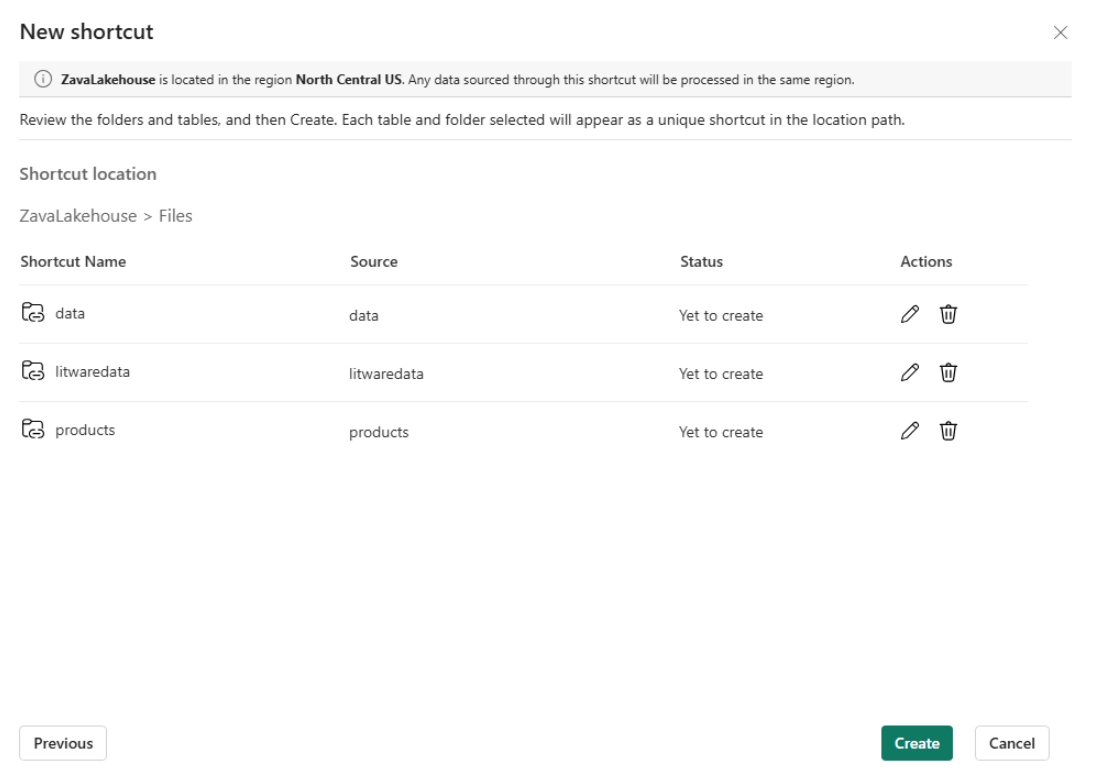 New shortcut
ZavaLakehouse is located in the region North Central US. Any data sourced through this shortcut will be processed in the same region.
Review the folders and tables, and then Create. Each table and folder selected will appear as a unique shortcut in the location path.
Shortcut location
ZavaLakehouse > Files
Shortcut Name Source Status Actions
data data Yet to create
litwaredata litwaredata Yet to create
products products Yet to create
Previous Create Cancel